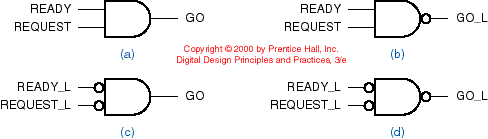 READY
REQUEST
GO
(a)
READY
REQUEST
GO_L
(b)
Copyright © 2000 by Prentice Hall, Inc.
Digital Design Principles and Practices, 3/e
READY_L
REQUEST_L
GO
(c)
READY_L
REQUEST_L
GO_L
(d)